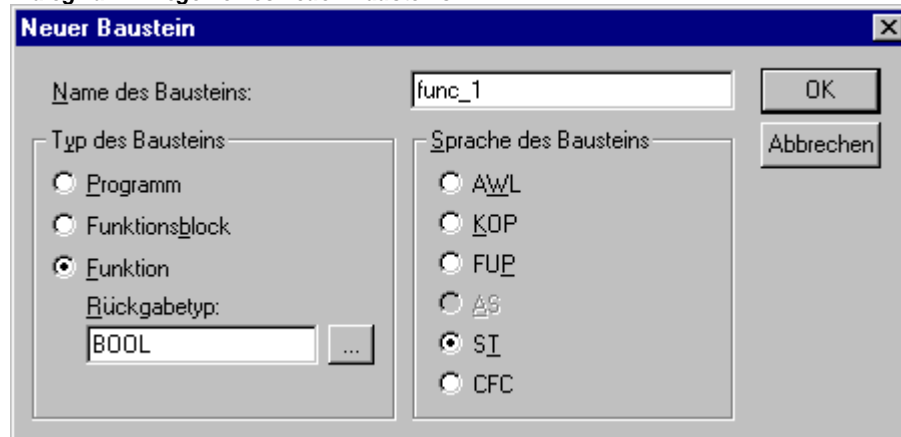 Neuer Baustein
Name des Bausteins:
func_1
OK
Abbrechen
Typ des Bausteins
Programm
Funktionsblock
Funktion
Rückgabetyp:
BOOL
...
Sprache des Bausteins
AWL
KOP
FUP
AS
ST
CFC